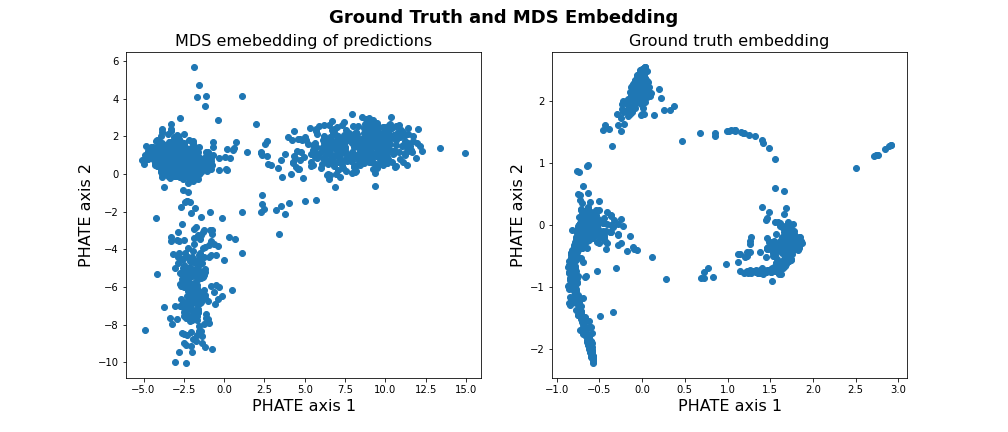 Ground Truth and MDS Embedding
MDS emebedding of predictions
6
4
2
0
−2
−4
−6
−8
−10
PHATE axis 2
−5.0 −2.5 0.0 2.5 5.0 7.5 10.0 12.5 15.0
PHATE axis 1
Ground truth embedding
2
1
0
−1
−2
PHATE axis 2
−1.0 −0.5 0.0 0.5 1.0 1.5 2.0 2.5 3.0
PHATE axis 1